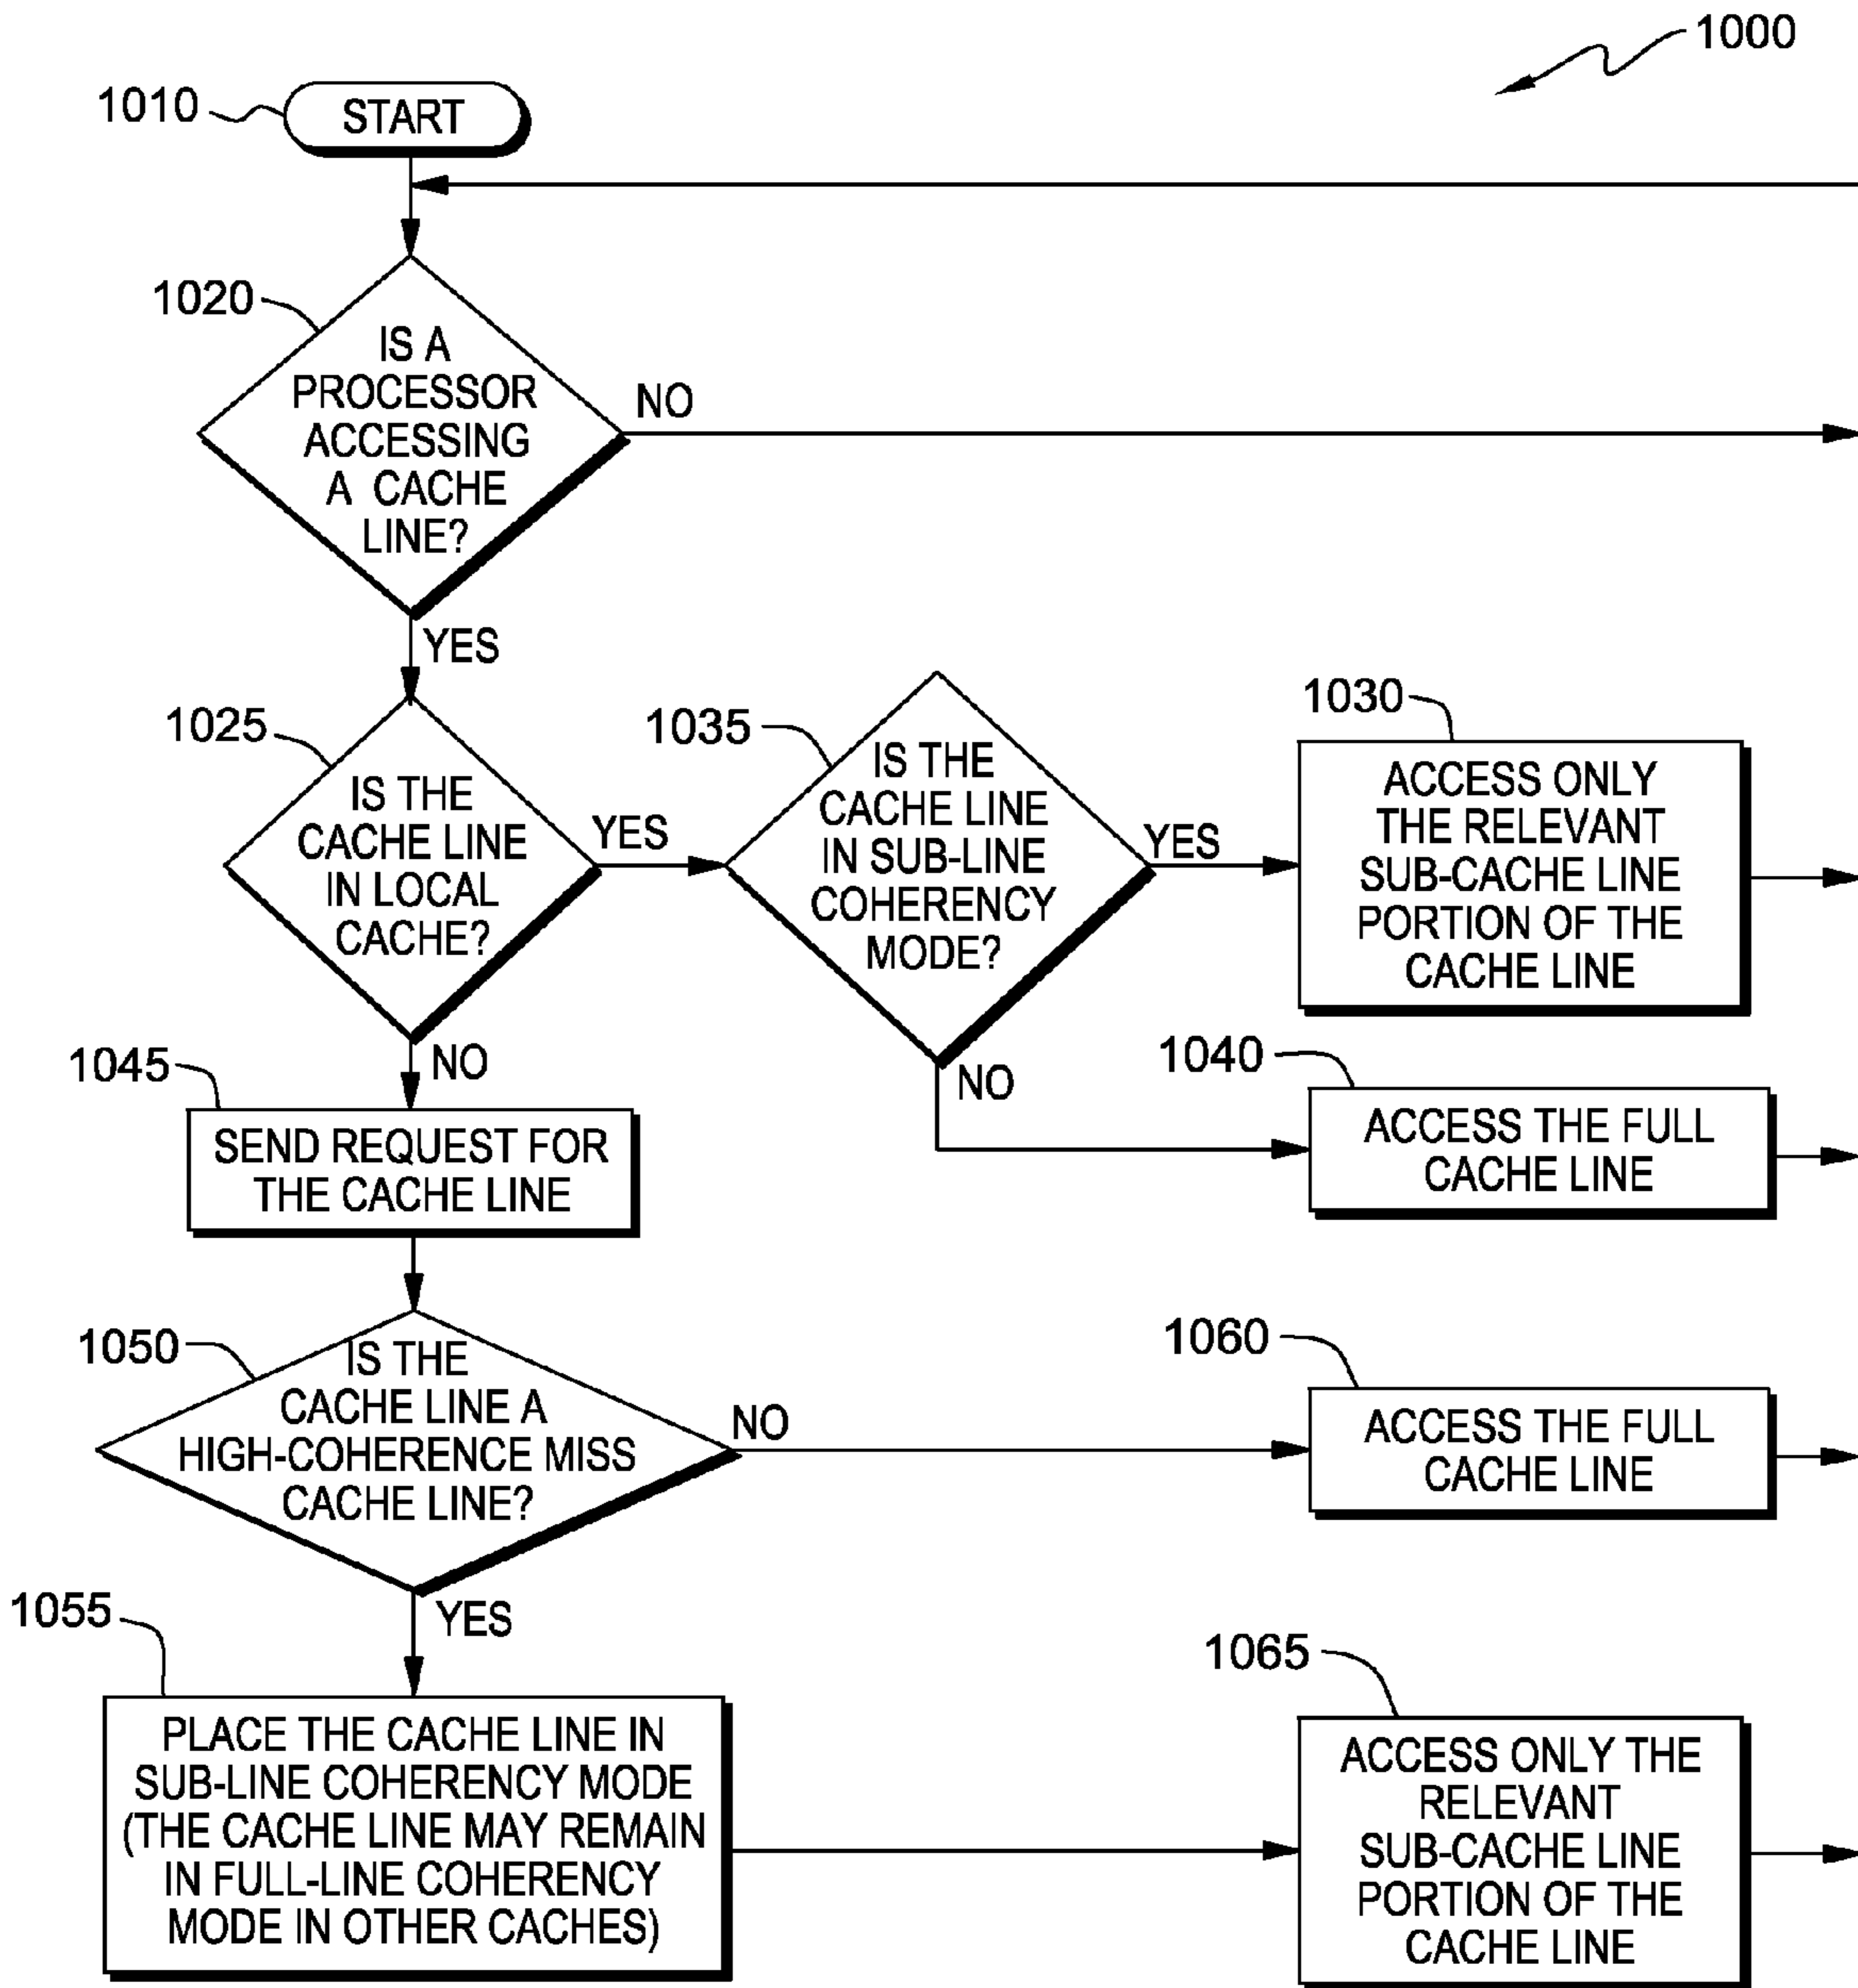 1000
1010
START
1020
IS A
PROCESSOR
ACCESSING
A CACHE
LINE?
NO
YES
1025
IS THE
CACHE LINE
IN LOCAL
CACHE?
YES
NO
1035
IS THE
CACHE LINE
IN SUB-LINE
COHERENCY
MODE?
YES
NO
1030
ACCESS ONLY
THE RELEVANT
SUB-CACHE LINE
PORTION OF THE
CACHE LINE
1040
ACCESS THE FULL
CACHE LINE
1045
SEND REQUEST FOR
THE CACHE LINE
1050
IS THE
CACHE LINE A
HIGH-COHERENCE MISS
CACHE LINE?
NO
YES
1060
ACCESS THE FULL
CACHE LINE
1055
PLACE THE CACHE LINE IN
SUB-LINE COHERENCY MODE
(THE CACHE LINE MAY REMAIN
IN FULL-LINE COHERENCY
MODE IN OTHER CACHES)
1065
ACCESS ONLY THE
RELEVANT
SUB-CACHE LINE
PORTION OF THE
CACHE LINE